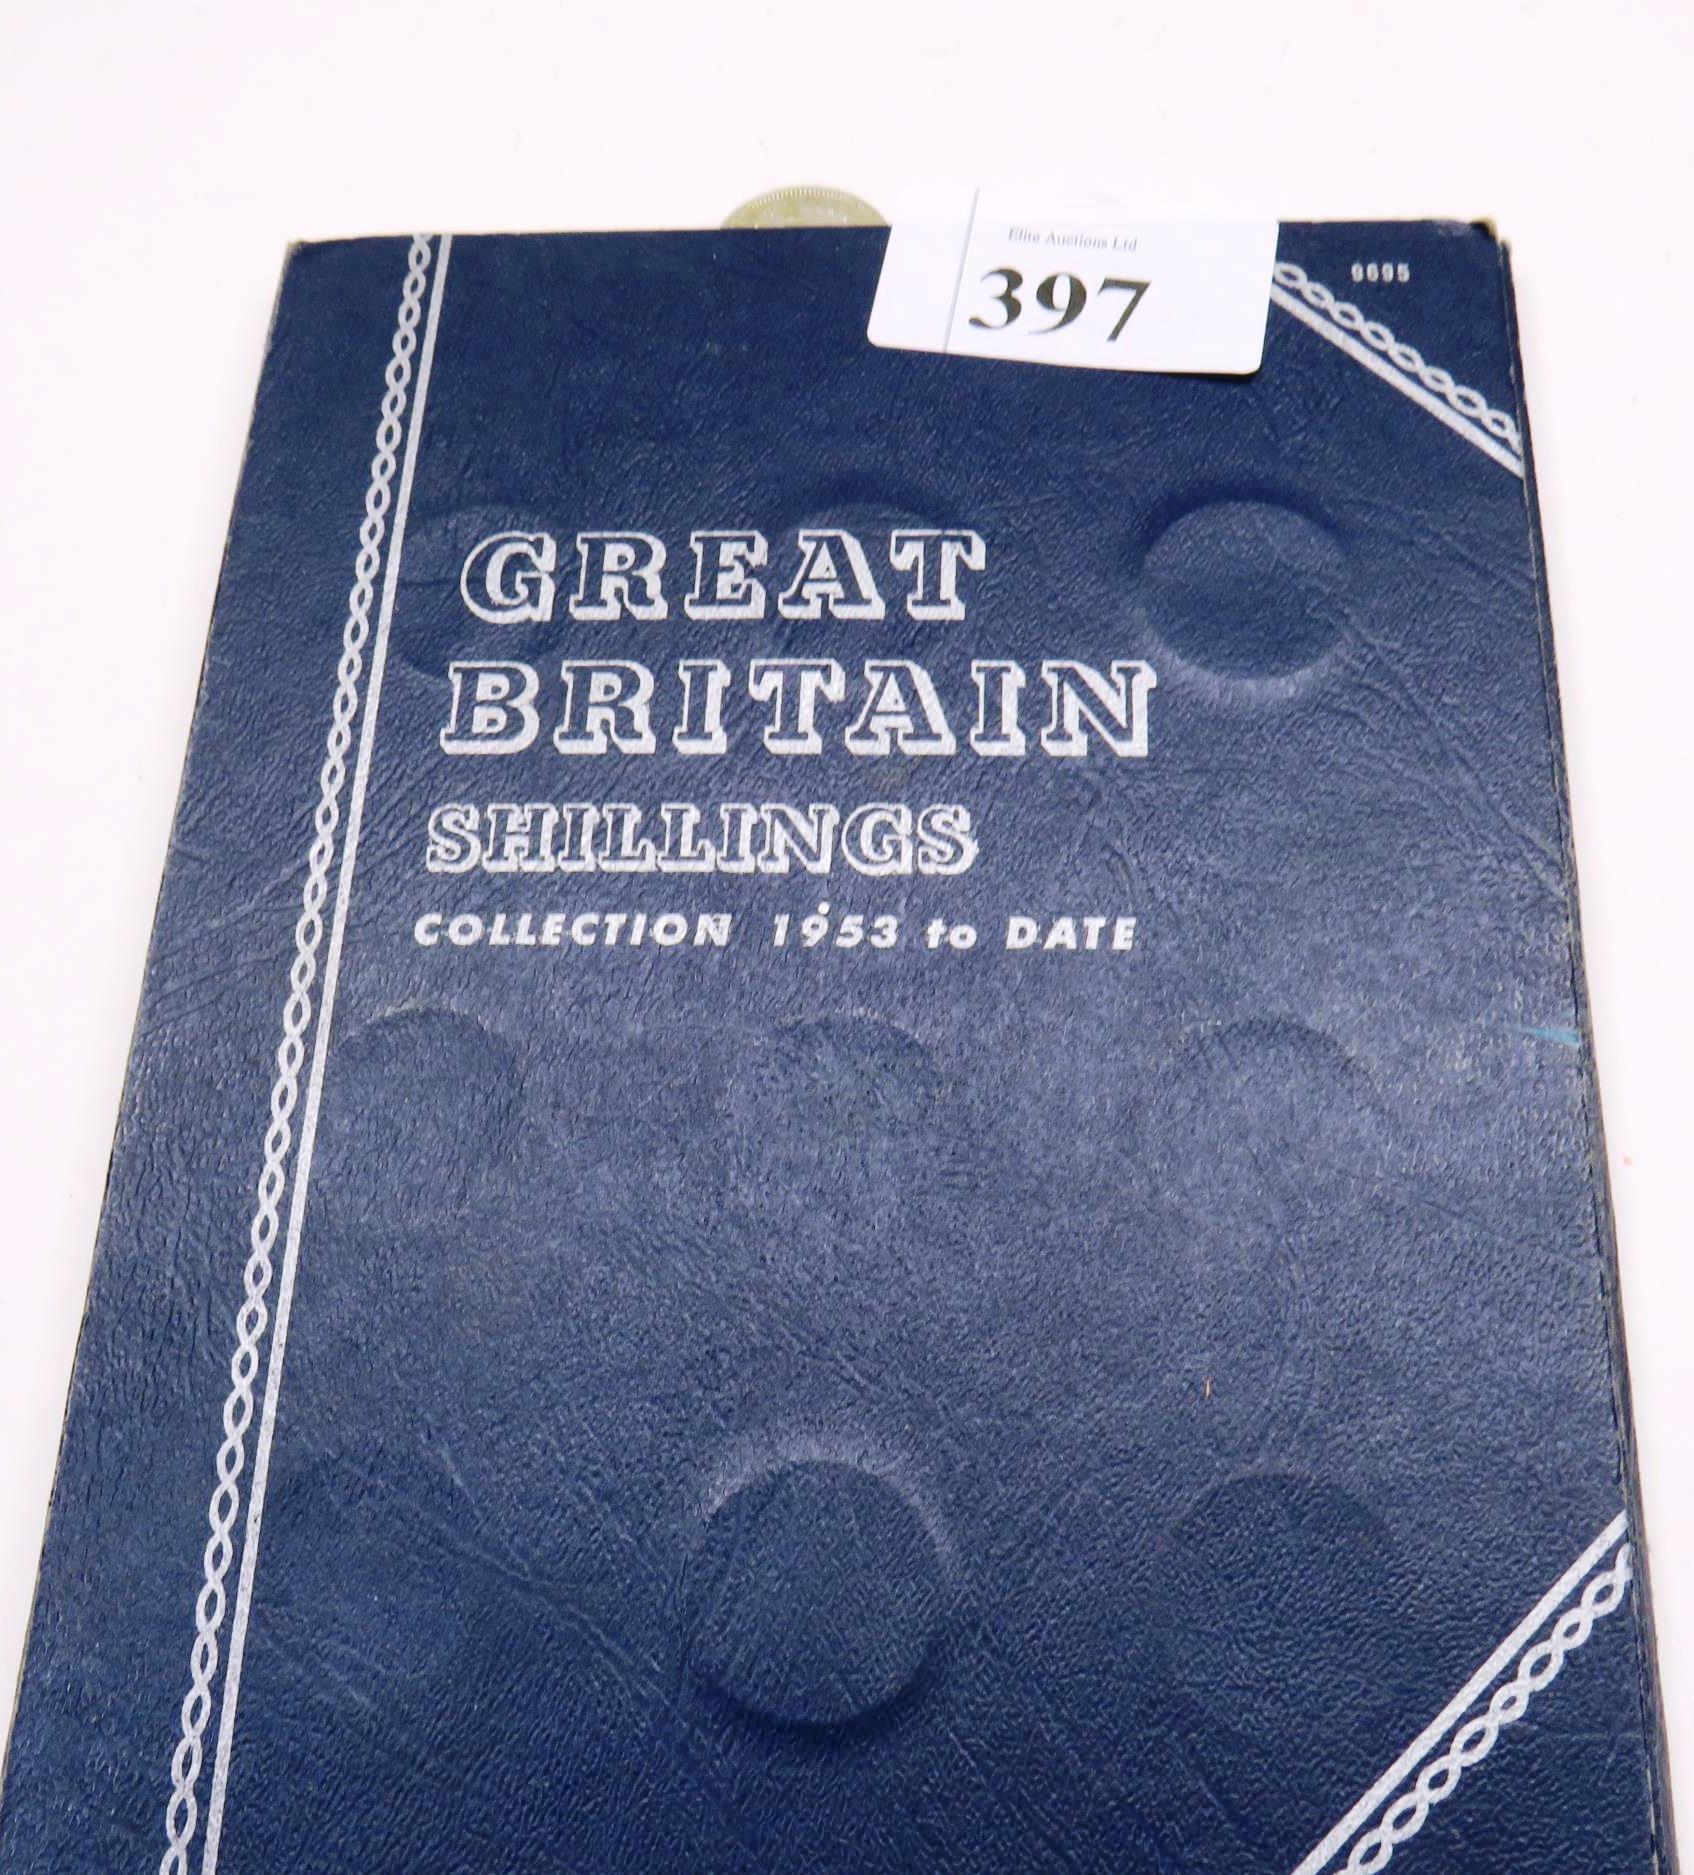 Elite Auctions Ltd
397
9695
GREAT
BRITAIN
SHILLINGS
COLLECTION 1953 to DATE